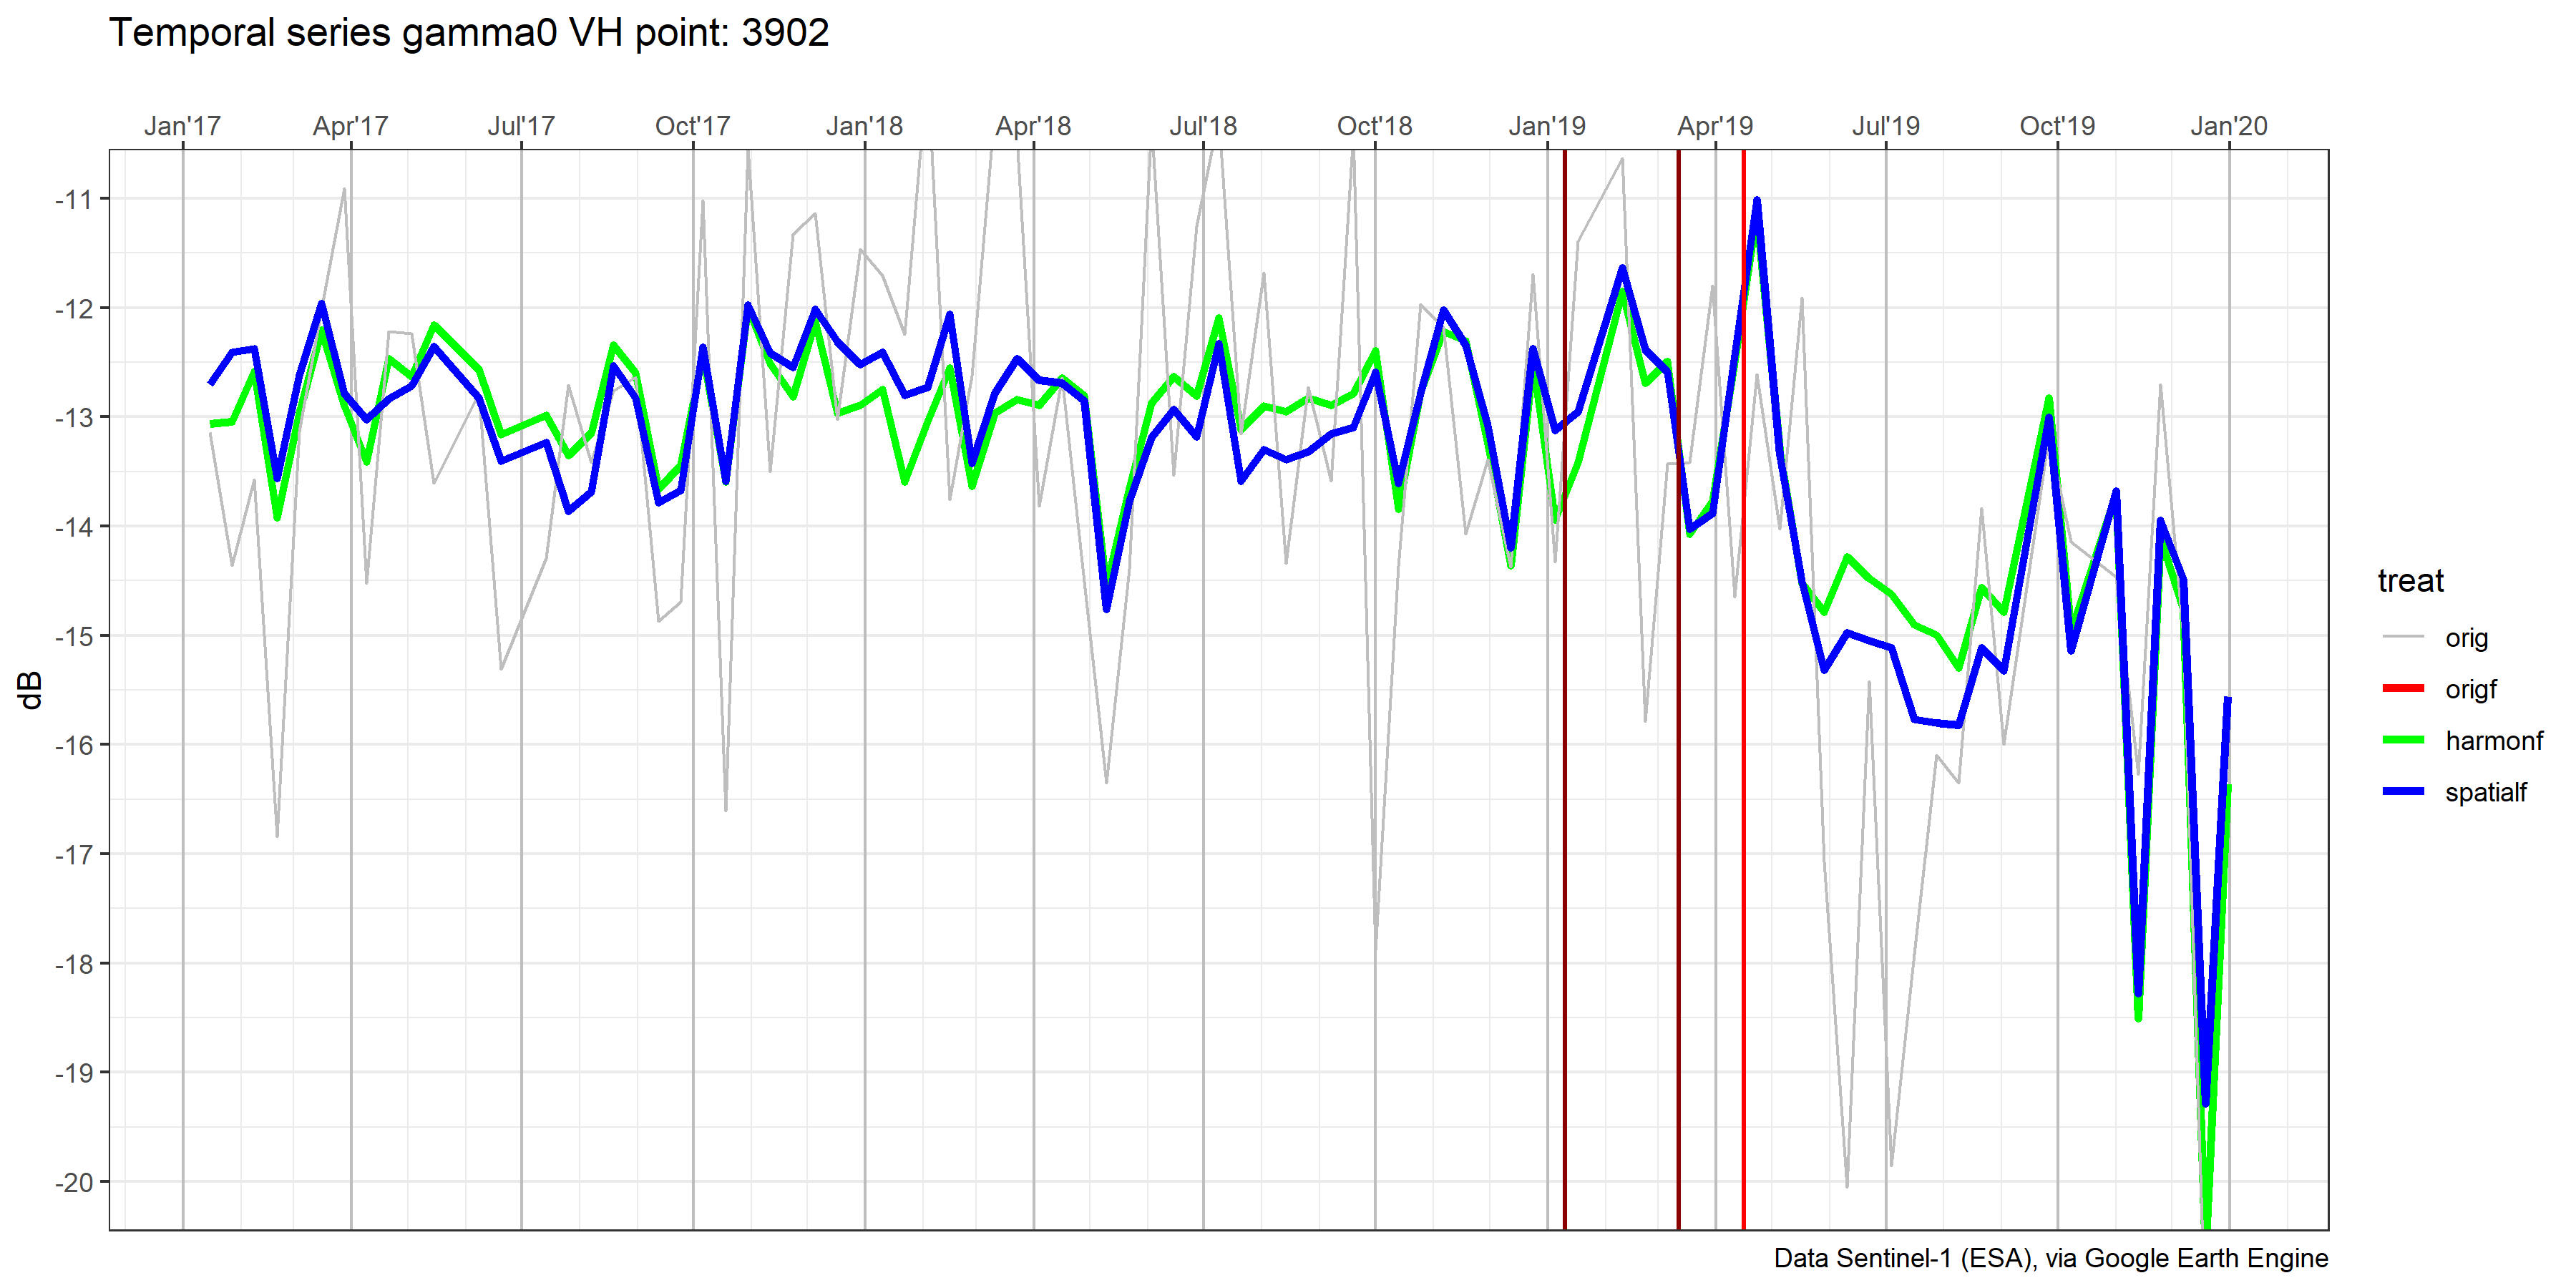 Temporal series gamma0 VH point: 3902
Jan'17 Apr'17 Jul'17 Oct'17 Jan'18 Apr'18 Jul'18 Oct'18 Jan'19 Apr'19 Jul'19 Oct'19 Jan'20
-11
-12
-13
-14
-15
-16
-17
-18
-19
-20
dB
treat
orig
origf
harmonf
spatialf
Data Sentinel-1 (ESA), via Google Earth Engine